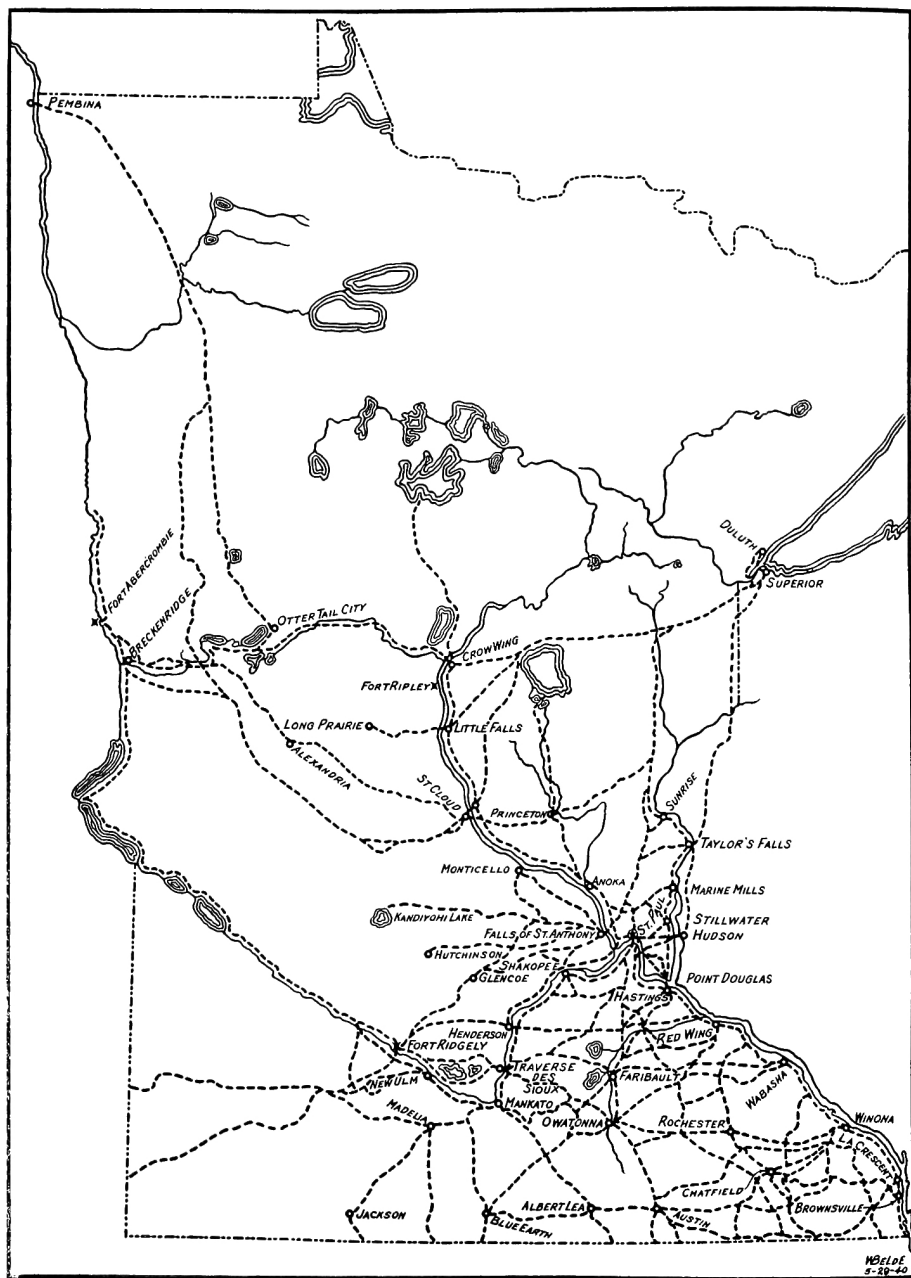 PEMBINA
DULUTH
SUPERIOR
FORT ABERCROMBIE
BRECKENRIDGE
OTTER TAIL CITY
CROW WING
FORT RIPLEY
LONG PRAIRIE
LITTLE FALLS
ALEXANDRIA
ST CLOUD
PRINCETON
SUNRISE
TAYLOR'S FALLS
MONTICELLO
ANOKA
MARINE MILLS
KANDIYOHI LAKE
ST. PAUL
STILLWATER
FALLS OF ST. ANTHONY
HUDSON
HUTCHINSON
SHAKOPEE
GLENCOE
POINT DOUGLAS
HASTINGS
HENDERSON
RED WING
FORT RIDGELY
TRAVERSE
DES
SIOUX
NEW ULM
FARIBAULT
WABASHA
MANKATO
MADELIA
OWATONNA
ROCHESTER
WINONA
LA CRESCENT
CHATFIELD
JACKSON
BLUE EARTH
ALBERT LEA
AUSTIN
BROWNSVILLE
WBELDE
5-29-40